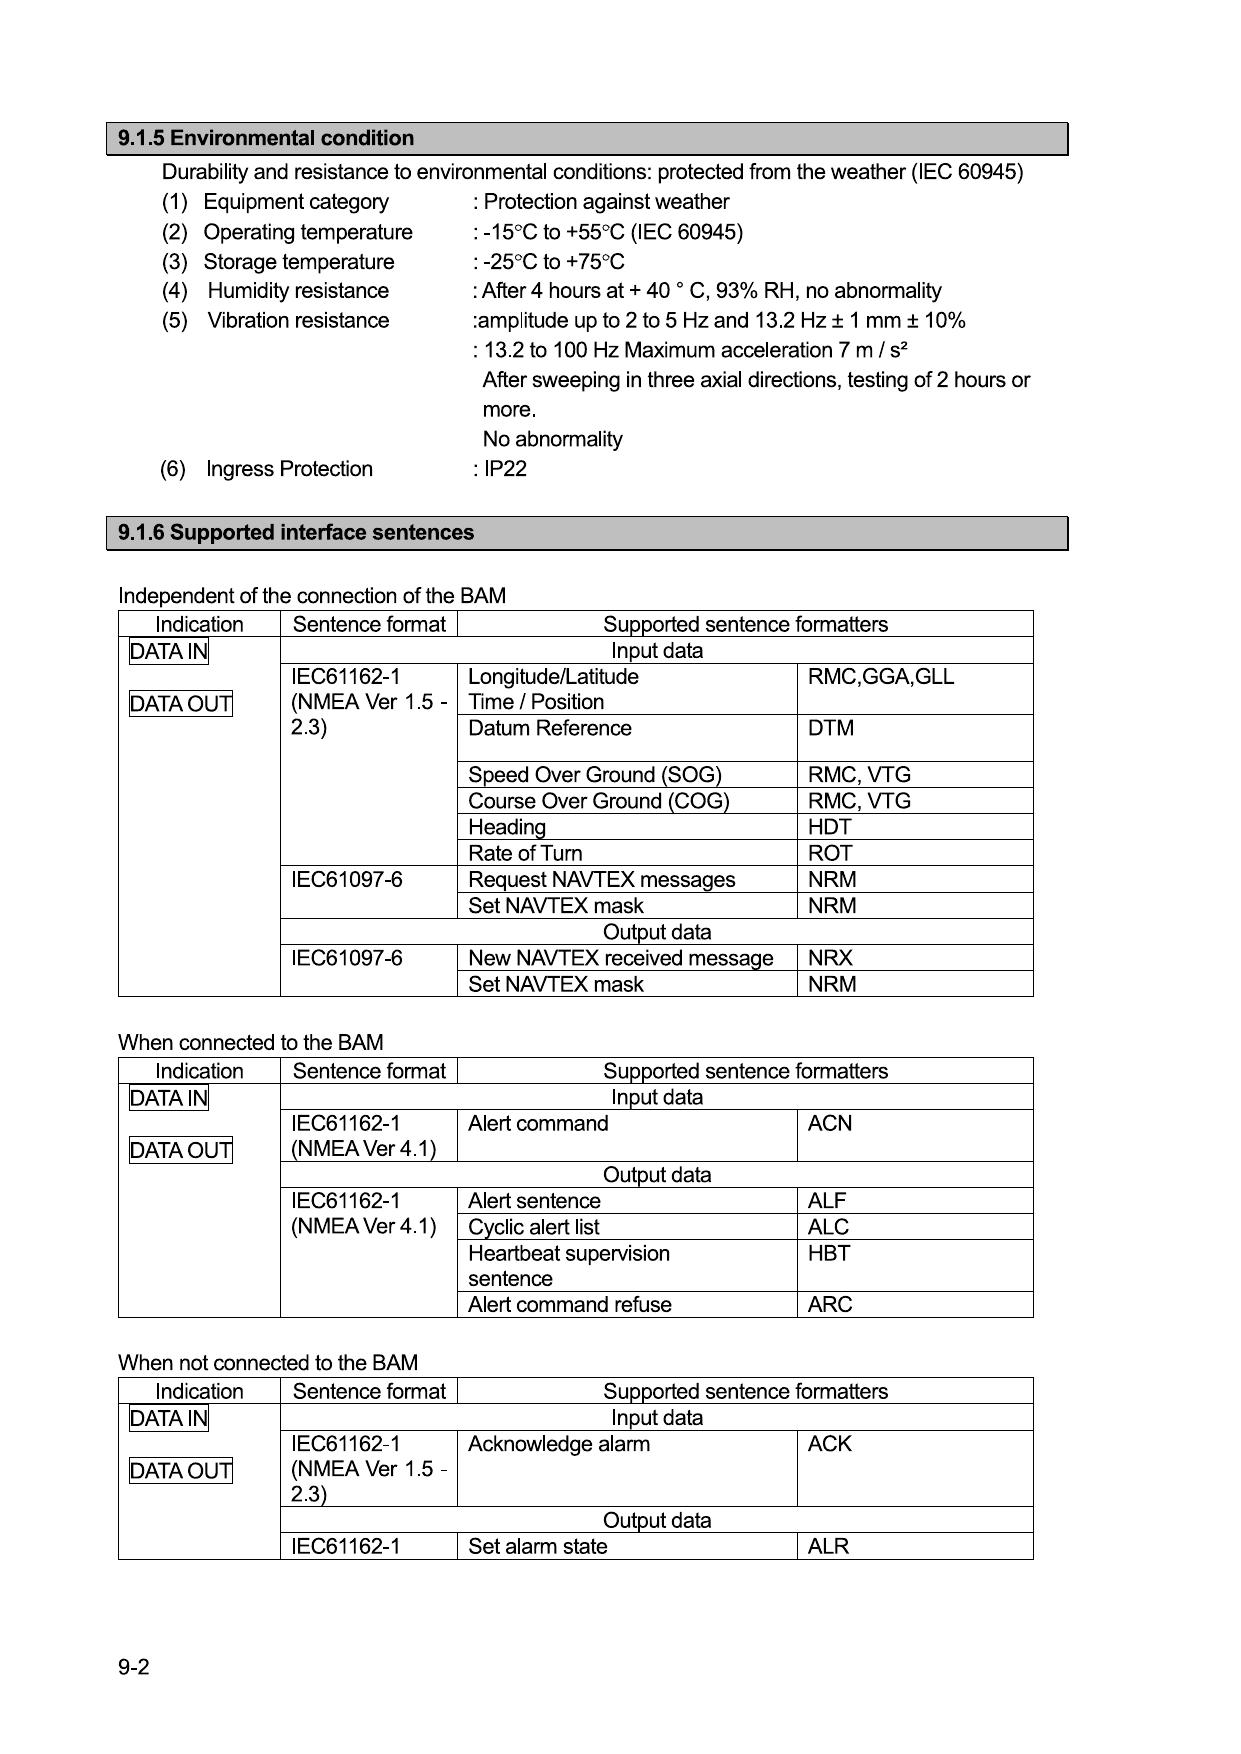 9.1.5 Environmental condition
Durability and resistance to environmental conditions: protected from the weather (IEC 60945)
(1) Equipment category : Protection against weather
(2) Operating temperature : -15°C to +55°C (IEC 60945)
(3) Storage temperature : -25°C to +75°C
(4) Humidity resistance : After 4 hours at + 40 ° C, 93% RH, no abnormality
(5) Vibration resistance :amplitude up to 2 to 5 Hz and 13.2 Hz ± 1 mm ± 10%
: 13.2 to 100 Hz Maximum acceleration 7 m / s²
After sweeping in three axial directions, testing of 2 hours or
more.
No abnormality
(6) Ingress Protection : IP22
9.1.6 Supported interface sentences
Independent of the connection of the BAM
Indication Sentence format Supported sentence formatters
DATA IN Input data
IEC61162-1 Longitude/Latitude RMC,GGA,GLL
DATA OUT (NMEA Ver 1.5 - Time / Position
2.3) Datum Reference DTM
Speed Over Ground (SOG) RMC, VTG
Course Over Ground (COG) RMC, VTG
Heading HDT
Rate of Turn ROT
IEC61097-6 Request NAVTEX messages NRM
Set NAVTEX mask NRM
Output data
IEC61097-6 New NAVTEX received message NRX
Set NAVTEX mask NRM
When connected to the BAM
Indication Sentence format Supported sentence formatters
DATA IN Input data
IEC61162-1 Alert command ACN
DATA OUT (NMEA Ver 4.1)
Output data
IEC61162-1 Alert sentence ALF
(NMEA Ver 4.1) Cyclic alert list ALC
Heartbeat supervision HBT
sentence
Alert command refuse ARC
When not connected to the BAM
Indication Sentence format Supported sentence formatters
DATA IN Input data
IEC61162-1 Acknowledge alarm ACK
DATA OUT (NMEA Ver 1.5 -
2.3)
Output data
IEC61162-1 Set alarm state ALR
9-2